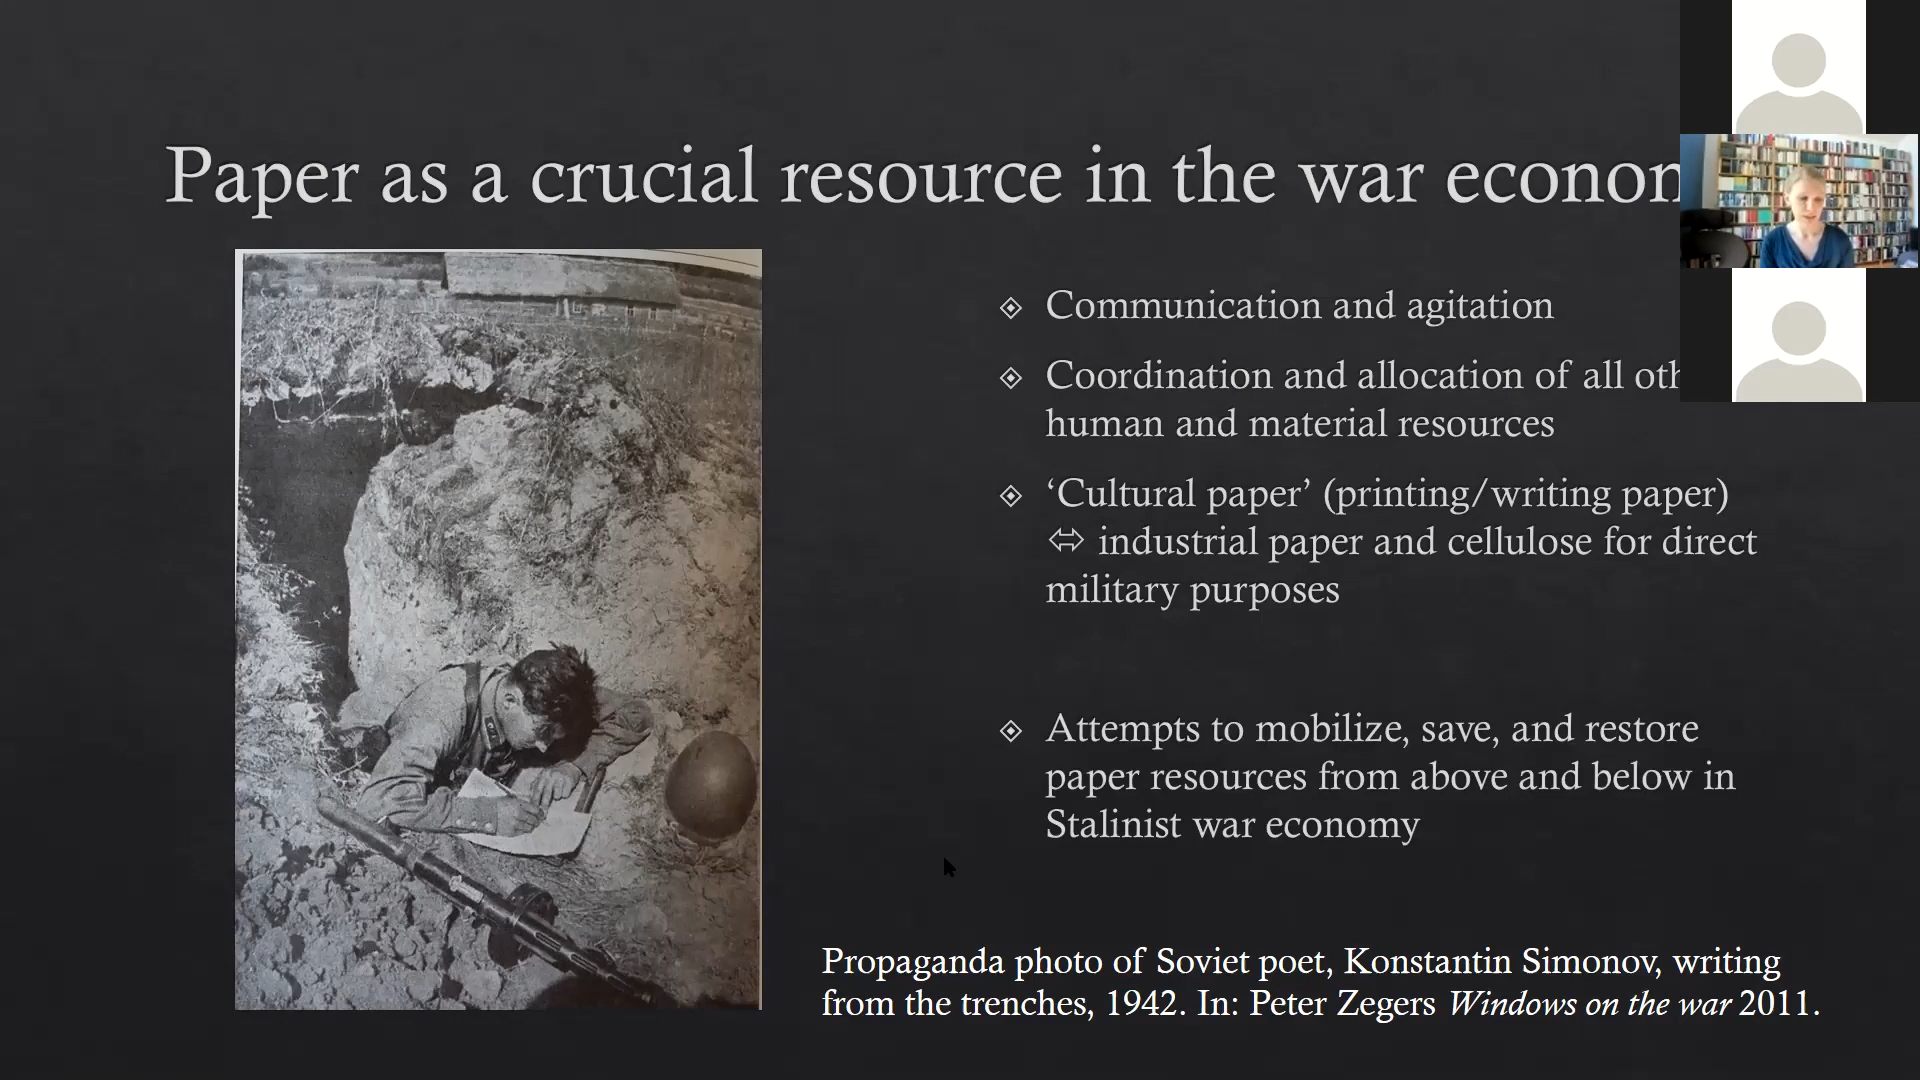 Paper as a crucial resource in the war econom
Communication and agitation
Coordination and allocation of all oth
human and material resources
‘Cultural paper’ (printing/writing paper)
⇔ industrial paper and cellulose for direct
military purposes
Attempts to mobilize, save, and restore
paper resources from above and below in
Stalinist war economy
Propaganda photo of Soviet poet, Konstantin Simonov, writing
from the trenches, 1942. In: Peter Zegers Windows on the war 2011.